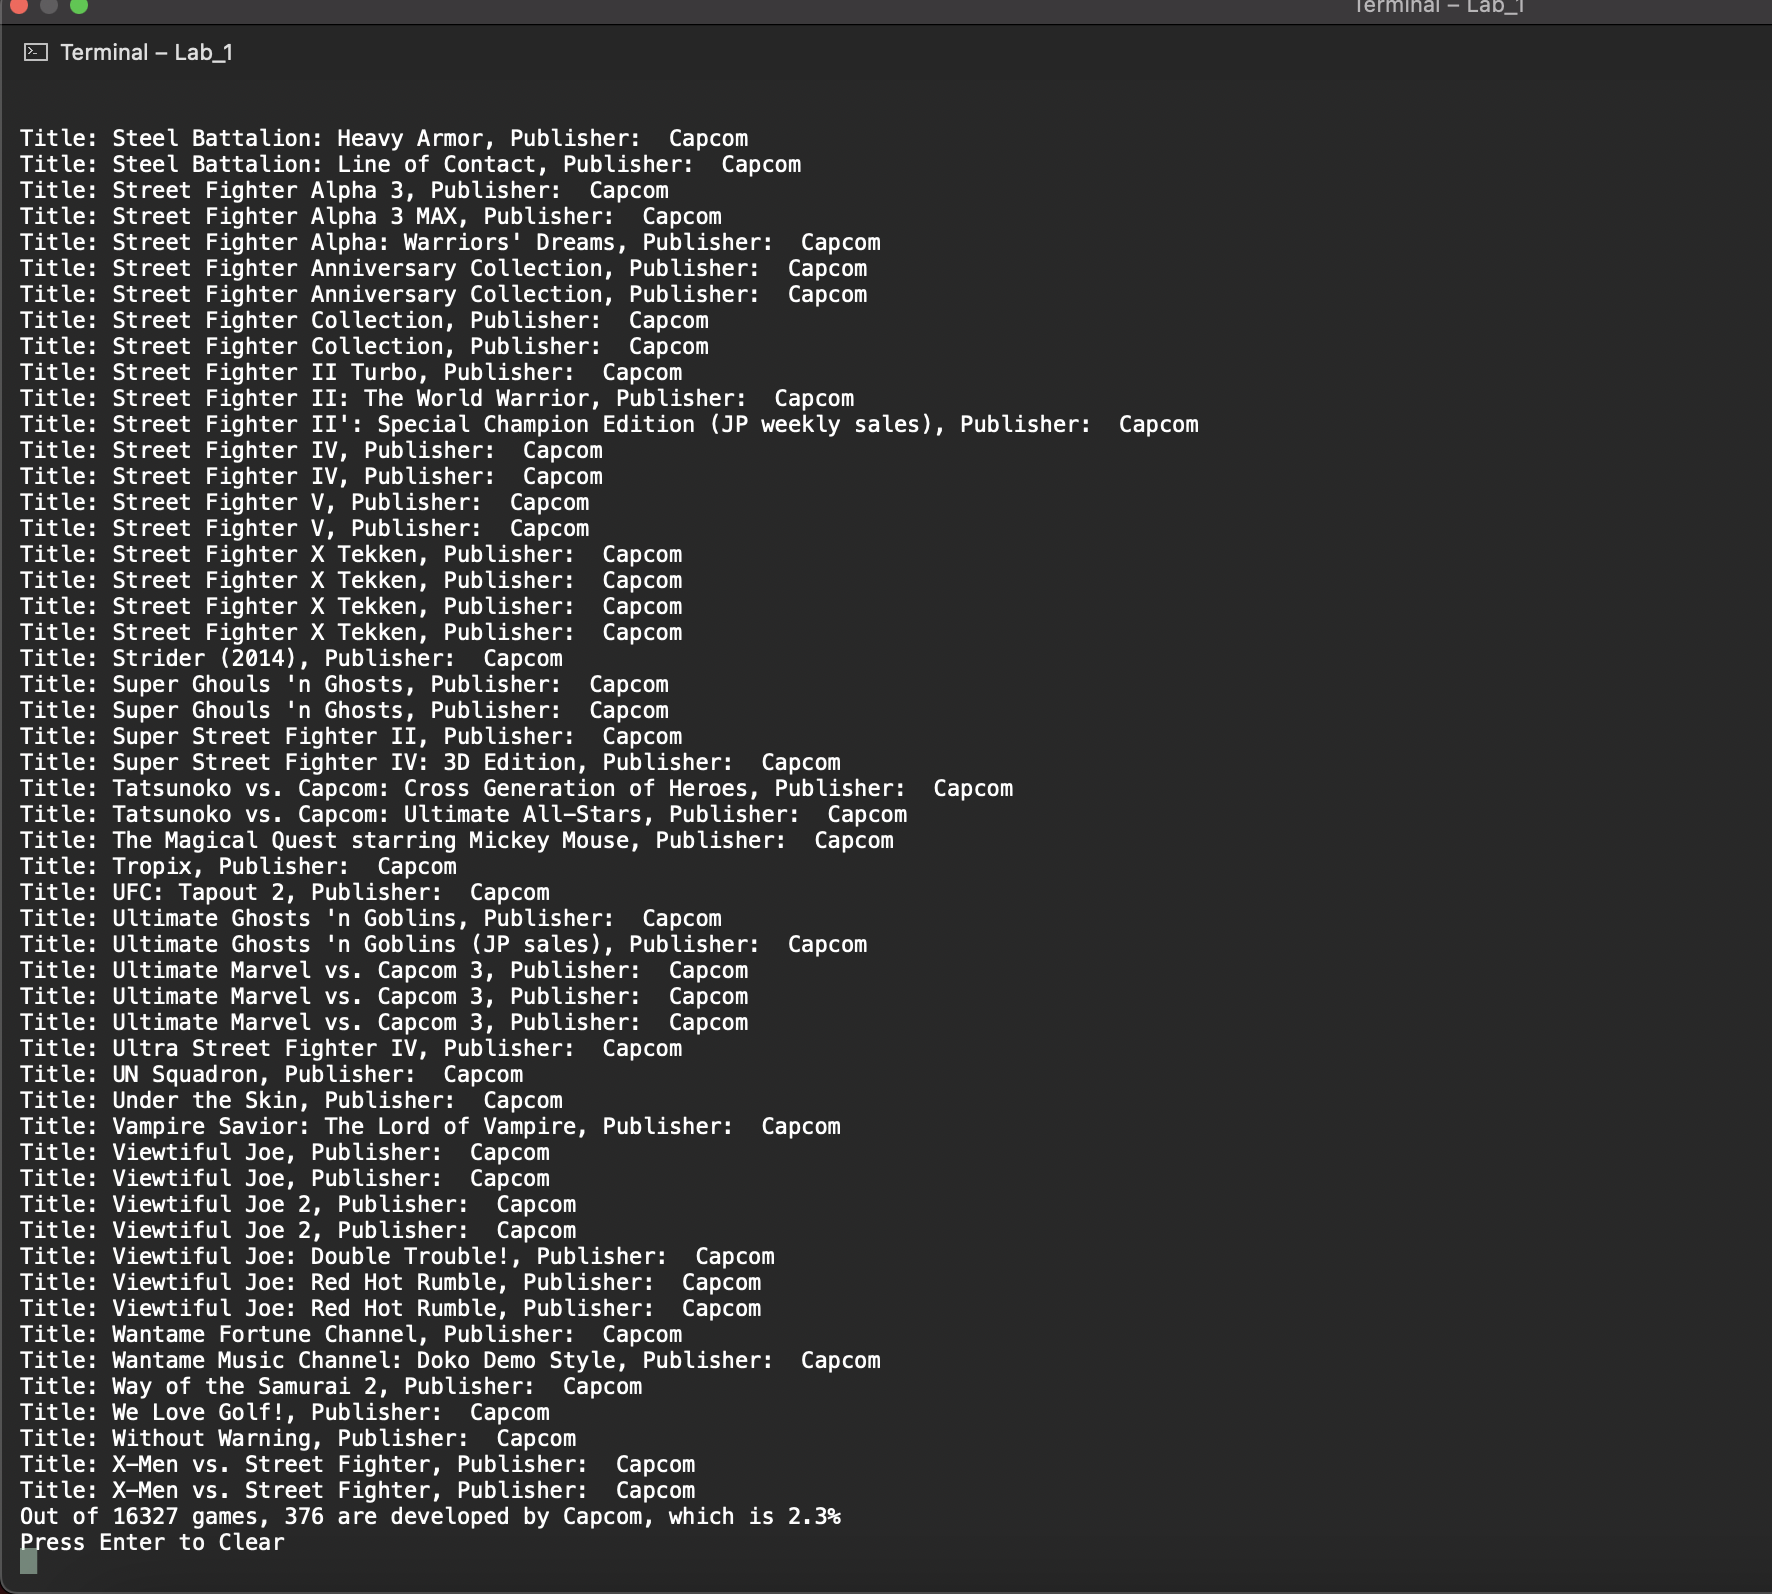 Terminal – Lab_1
Terminal – Lab_1
Title: Steel Battalion: Heavy Armor, Publisher:  Capcom
Title: Steel Battalion: Line of Contact, Publisher:  Capcom
Title: Street Fighter Alpha 3, Publisher:  Capcom
Title: Street Fighter Alpha 3 MAX, Publisher:  Capcom
Title: Street Fighter Alpha: Warriors' Dreams, Publisher:  Capcom
Title: Street Fighter Anniversary Collection, Publisher:  Capcom
Title: Street Fighter Anniversary Collection, Publisher:  Capcom
Title: Street Fighter Collection, Publisher:  Capcom
Title: Street Fighter Collection, Publisher:  Capcom
Title: Street Fighter II Turbo, Publisher:  Capcom
Title: Street Fighter II: The World Warrior, Publisher:  Capcom
Title: Street Fighter II': Special Champion Edition (JP weekly sales), Publisher:  Capcom
Title: Street Fighter IV, Publisher:  Capcom
Title: Street Fighter IV, Publisher:  Capcom
Title: Street Fighter V, Publisher:  Capcom
Title: Street Fighter V, Publisher:  Capcom
Title: Street Fighter X Tekken, Publisher:  Capcom
Title: Street Fighter X Tekken, Publisher:  Capcom
Title: Street Fighter X Tekken, Publisher:  Capcom
Title: Street Fighter X Tekken, Publisher:  Capcom
Title: Strider (2014), Publisher:  Capcom
Title: Super Ghouls 'n Ghosts, Publisher:  Capcom
Title: Super Ghouls 'n Ghosts, Publisher:  Capcom
Title: Super Street Fighter II, Publisher:  Capcom
Title: Super Street Fighter IV: 3D Edition, Publisher:  Capcom
Title: Tatsunoko vs. Capcom: Cross Generation of Heroes, Publisher:  Capcom
Title: Tatsunoko vs. Capcom: Ultimate All-Stars, Publisher:  Capcom
Title: The Magical Quest starring Mickey Mouse, Publisher:  Capcom
Title: Tropix, Publisher:  Capcom
Title: UFC: Tapout 2, Publisher:  Capcom
Title: Ultimate Ghosts 'n Goblins, Publisher:  Capcom
Title: Ultimate Ghosts 'n Goblins (JP sales), Publisher:  Capcom
Title: Ultimate Marvel vs. Capcom 3, Publisher:  Capcom
Title: Ultimate Marvel vs. Capcom 3, Publisher:  Capcom
Title: Ultimate Marvel vs. Capcom 3, Publisher:  Capcom
Title: Ultra Street Fighter IV, Publisher:  Capcom
Title: UN Squadron, Publisher:  Capcom
Title: Under the Skin, Publisher:  Capcom
Title: Vampire Savior: The Lord of Vampire, Publisher:  Capcom
Title: Viewtiful Joe, Publisher:  Capcom
Title: Viewtiful Joe, Publisher:  Capcom
Title: Viewtiful Joe 2, Publisher:  Capcom
Title: Viewtiful Joe 2, Publisher:  Capcom
Title: Viewtiful Joe: Double Trouble!, Publisher:  Capcom
Title: Viewtiful Joe: Red Hot Rumble, Publisher:  Capcom
Title: Viewtiful Joe: Red Hot Rumble, Publisher:  Capcom
Title: Wantame Fortune Channel, Publisher:  Capcom
Title: Wantame Music Channel: Doko Demo Style, Publisher:  Capcom
Title: Way of the Samurai 2, Publisher:  Capcom
Title: We Love Golf!, Publisher:  Capcom
Title: Without Warning, Publisher:  Capcom
Title: X-Men vs. Street Fighter, Publisher:  Capcom
Title: X-Men vs. Street Fighter, Publisher:  Capcom
Out of 16327 games, 376 are developed by Capcom, which is 2.3%
Press Enter to Clear